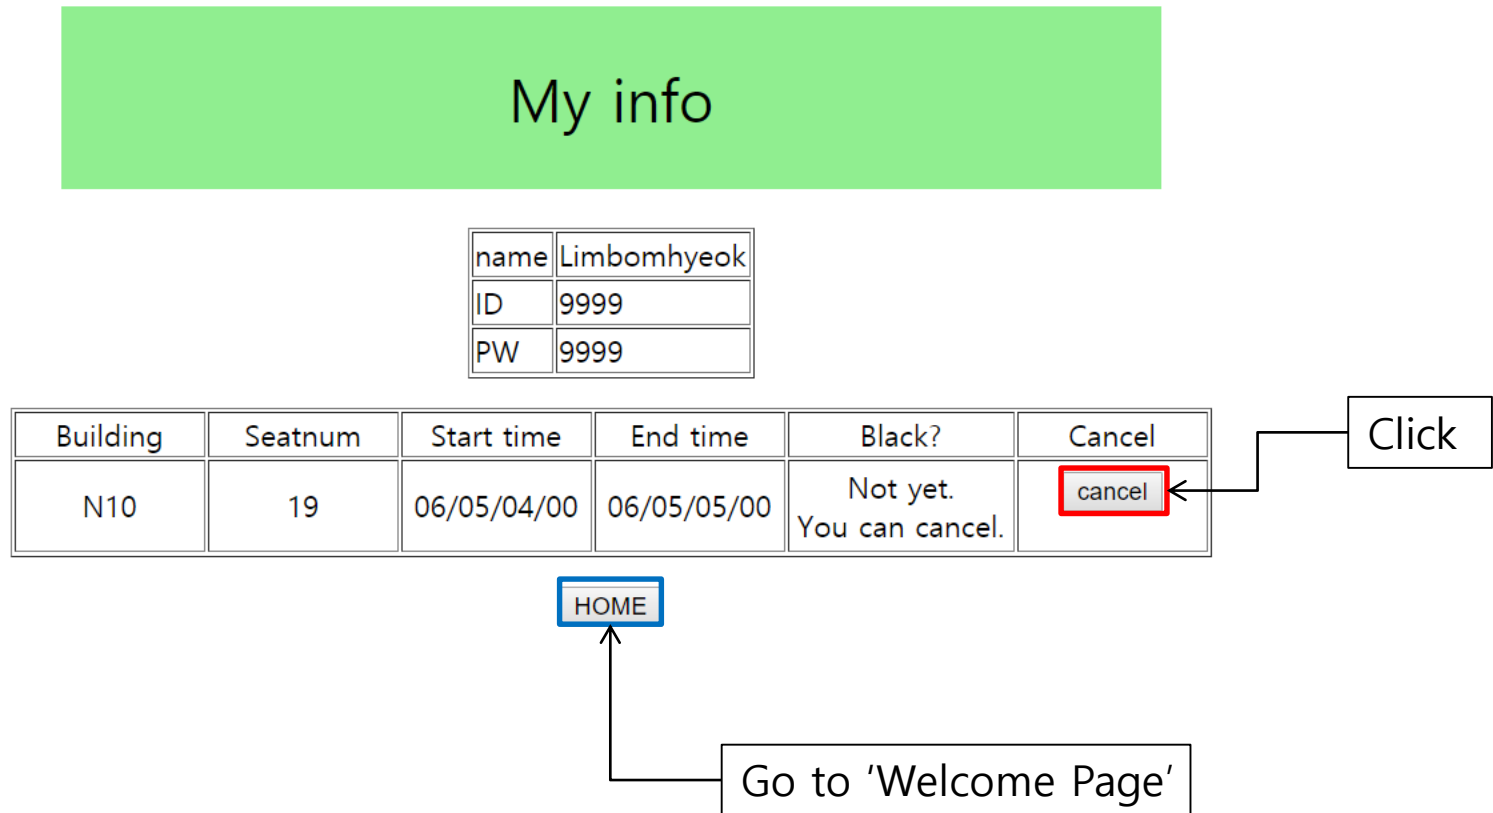 My info
name Limbomhyeok
ID 9999
PW 9999
Building Seatnum Start time End time Black? Cancel
N10 19 06/05/04/00 06/05/05/00 Not yet. You can cancel. cancel
Click
HOME
Go to 'Welcome Page'